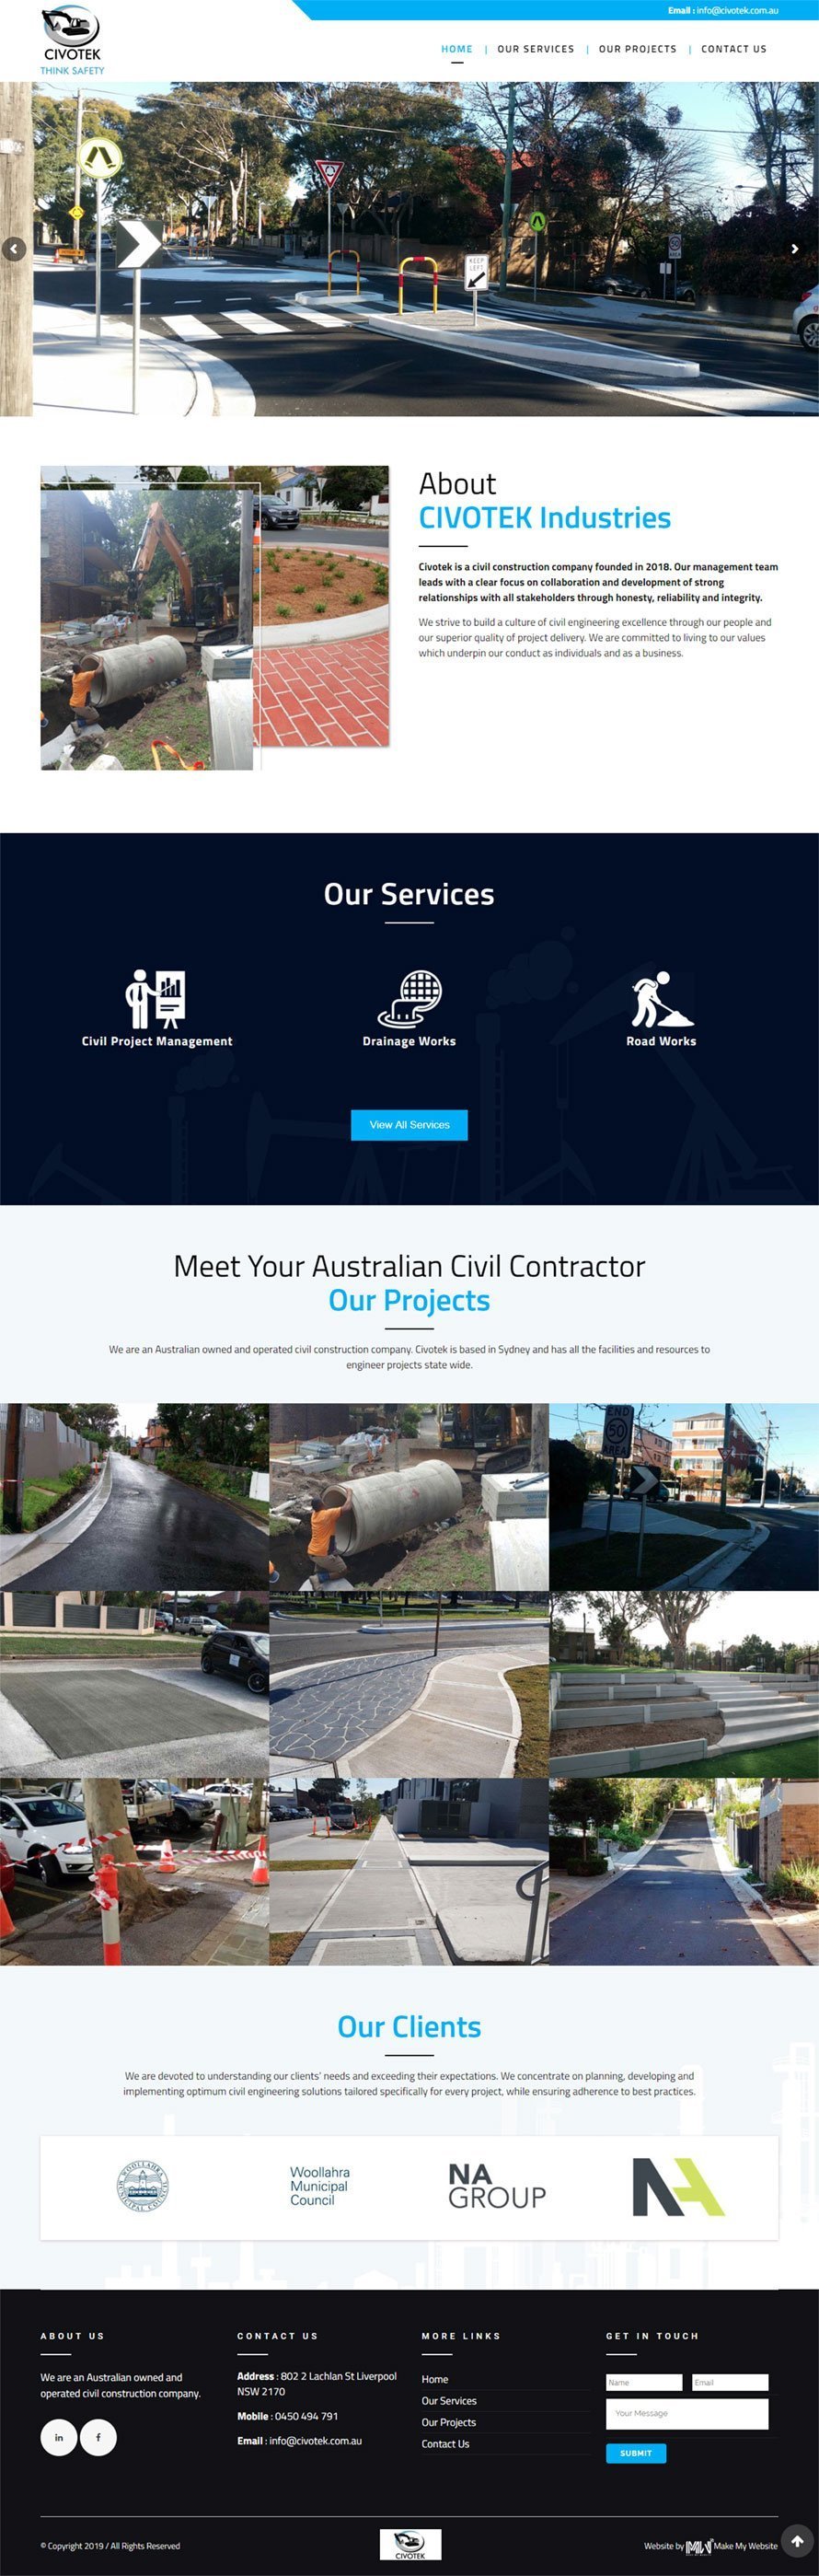 Email : info@civotek.com.au
CIVOTEK
THINK SAFETY
HOME | OUR SERVICES | OUR PROJECTS | CONTACT US
KEEP
LEFT
50
AREA
About
CIVOTEK Industries
Civotek is a civil construction company founded in 2018. Our management team
leads with a clear focus on collaboration and development of strong
relationships with all stakeholders through honesty, reliability and integrity.
We strive to build a culture of civil engineering excellence through our people and
our superior quality of project delivery. We are committed to living to our values
which underpin our conduct as individuals and as a business.
Our Services
Civil Project Management
Drainage Works
Road Works
View All Services
Meet Your Australian Civil Contractor
Our Projects
We are an Australian owned and operated civil construction company. Civotek is based in Sydney and has all the facilities and resources to
engineer projects state wide.
END
50
AREA
Our Clients
We are devoted to understanding our clients' needs and exceeding their expectations. We concentrate on planning, developing and
implementing optimum civil engineering solutions tailored specifically for every project, while ensuring adherence to best practices.
WOOLLAHRA
MUNICIPAL COUNCIL
Woollahra
Municipal
Council
NA
GROUP
NA
ABOUT US
We are an Australian owned and
operated civil construction company.
in
f
CONTACT US
Address : 802 2 Lachlan St Liverpool
NSW 2170
Mobile : 0450 494 791
Email : info@civotek.com.au
MORE LINKS
Home
Our Services
Our Projects
Contact Us
GET IN TOUCH
Name
Email
Your Message
SUBMIT
© Copyright 2019 / All Rights Reserved
CIVOTEK
Website by MMW Make My Website